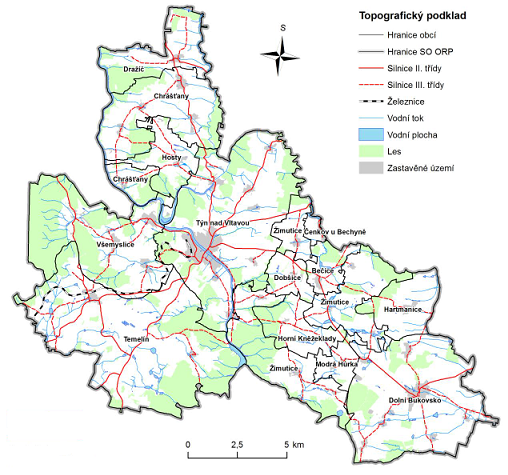 Topografický podklad
Hranice obcí
Hranice SO ORP
Silnice II. třídy
Silnice III. třídy
Železnice
Vodní tok
Vodní plocha
Les
Zastavěné území
S
Dražíč
Chrášťany
Hosty
Chrášťany
Týn nad Vltavou
Všemyslice
Žimutice
Čenkov u Bechyně
Dobšice
Bečice
Žimutice
Hartmanice
Temelín
Horní Kněžeklady
Žimutice
Modrá Hůrka
Dolní Bukovsko
0 2,5 5 km